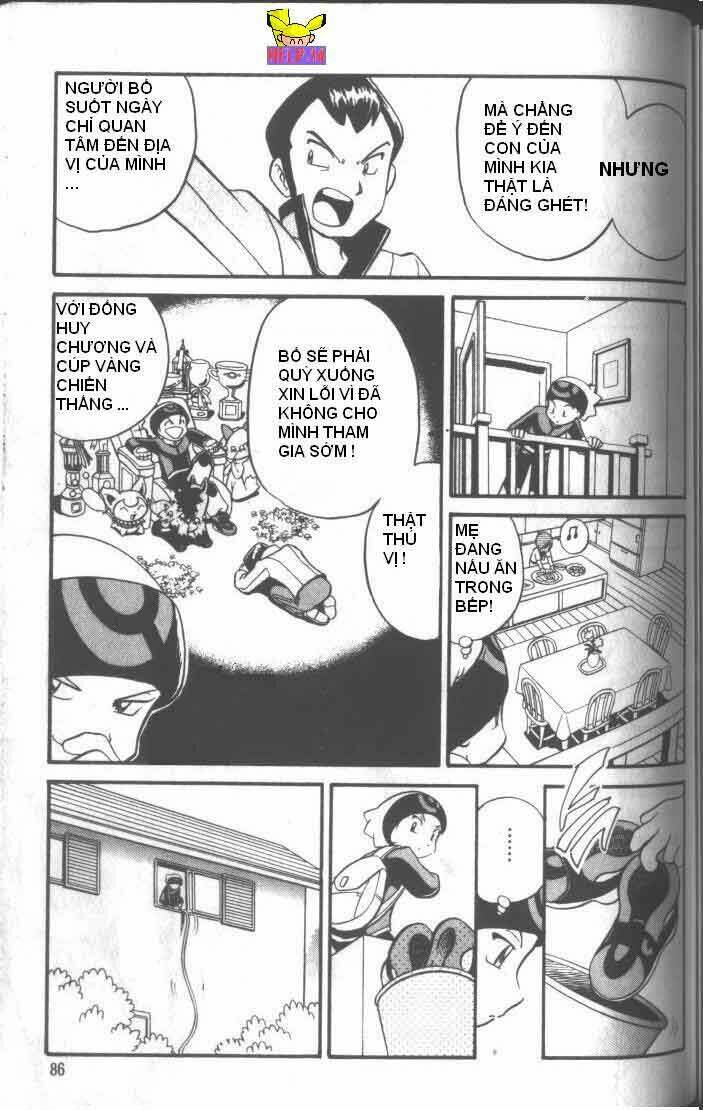 NHƯNG
NGƯỜI BỐ
SUỐT NGÀY
CHỈ QUAN
TÂM ĐẾN ĐỊA
VỊ CỦA MÌNH
...
MÀ CHẲNG
ĐỂ Ý ĐẾN
CON CỦA
MÌNH KIA
THẬT LÀ
ĐÁNG GHÉT!
MẸ
ĐANG
NẤU ĂN
TRONG
BẾP!
VỚI ĐỐNG
HUY
CHƯƠNG VÀ
CÚP VÀNG
CHIẾN
THẮNG ...
BỐ SẼ PHẢI
QUỲ XUỐNG
XIN LỖI VÌ ĐÃ
KHÔNG CHO
MÌNH THAM
GIA SỚM !
THẬT
THÚ
VỊ !
......
86